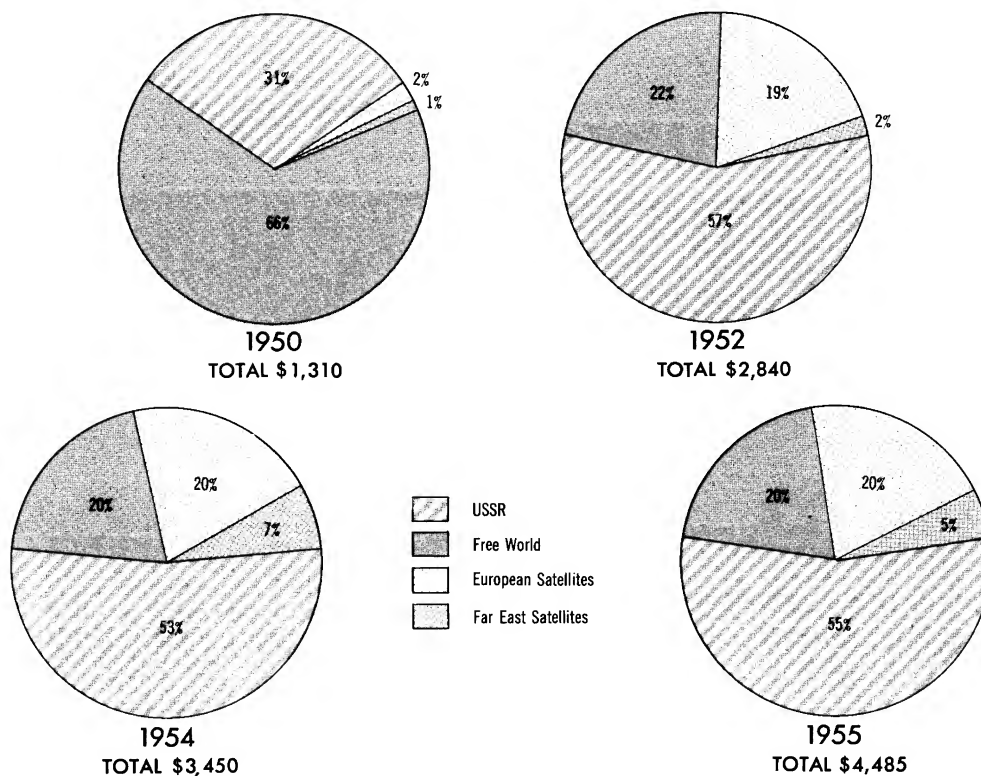 31%
2%
1%
66%
1950
TOTAL $1,310
22%
19%
2%
57%
1952
TOTAL $2,840
20%
20%
7%
53%
1954
TOTAL $3,450
USSR
Free World
European Satellites
Far East Satellites
20%
20%
5%
55%
1955
TOTAL $4,485